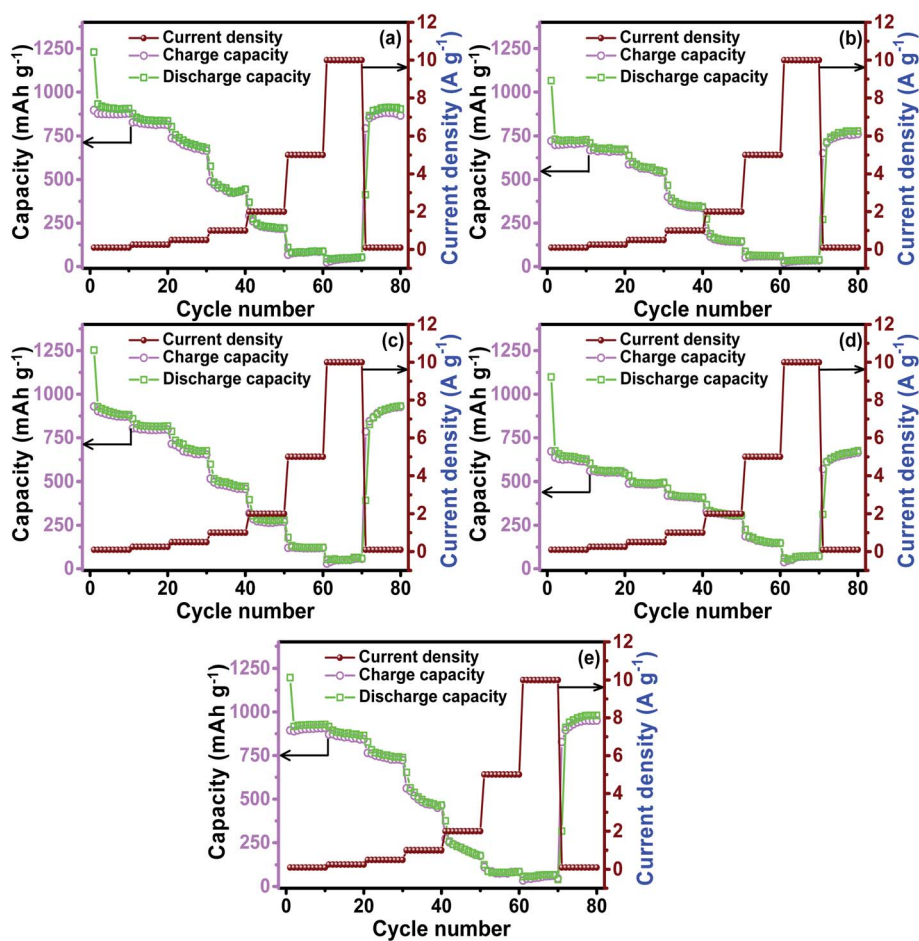 (a)
Current density
Charge capacity
Discharge capacity
Capacity (mAh g⁻¹)
1250
1000
750
500
250
0
12
10
8
6
4
2
0
Current density (A g⁻¹)
0 20 40 60 80
Cycle number
(b)
Current density
Charge capacity
Discharge capacity
Capacity (mAh g⁻¹)
1250
1000
750
500
250
0
12
10
8
6
4
2
0
Current density (A g⁻¹)
0 20 40 60 80
Cycle number
(c)
Current density
Charge capacity
Discharge capacity
Capacity (mAh g⁻¹)
1250
1000
750
500
250
0
12
10
8
6
4
2
0
Current density (A g⁻¹)
0 20 40 60 80
Cycle number
(d)
Current density
Charge capacity
Discharge capacity
Capacity (mAh g⁻¹)
1250
1000
750
500
250
0
12
10
8
6
4
2
0
Current density (A g⁻¹)
0 20 40 60 80
Cycle number
(e)
Current density
Charge capacity
Discharge capacity
Capacity (mAh g⁻¹)
1250
1000
750
500
250
0
12
10
8
6
4
2
0
Current density (A g⁻¹)
0 20 40 60 80
Cycle number